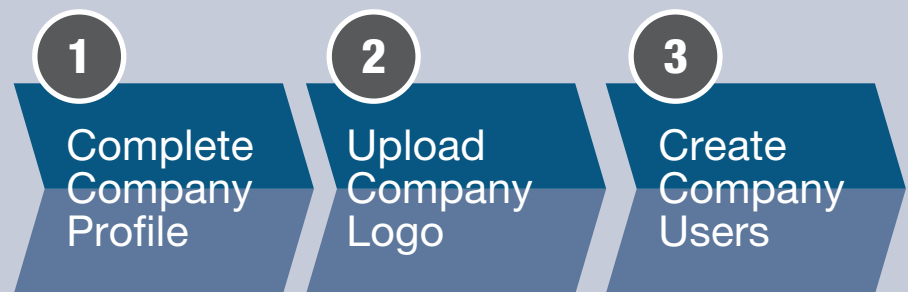 1
Complete
Company
Profile
2
Upload
Company
Logo
3
Create
Company
Users